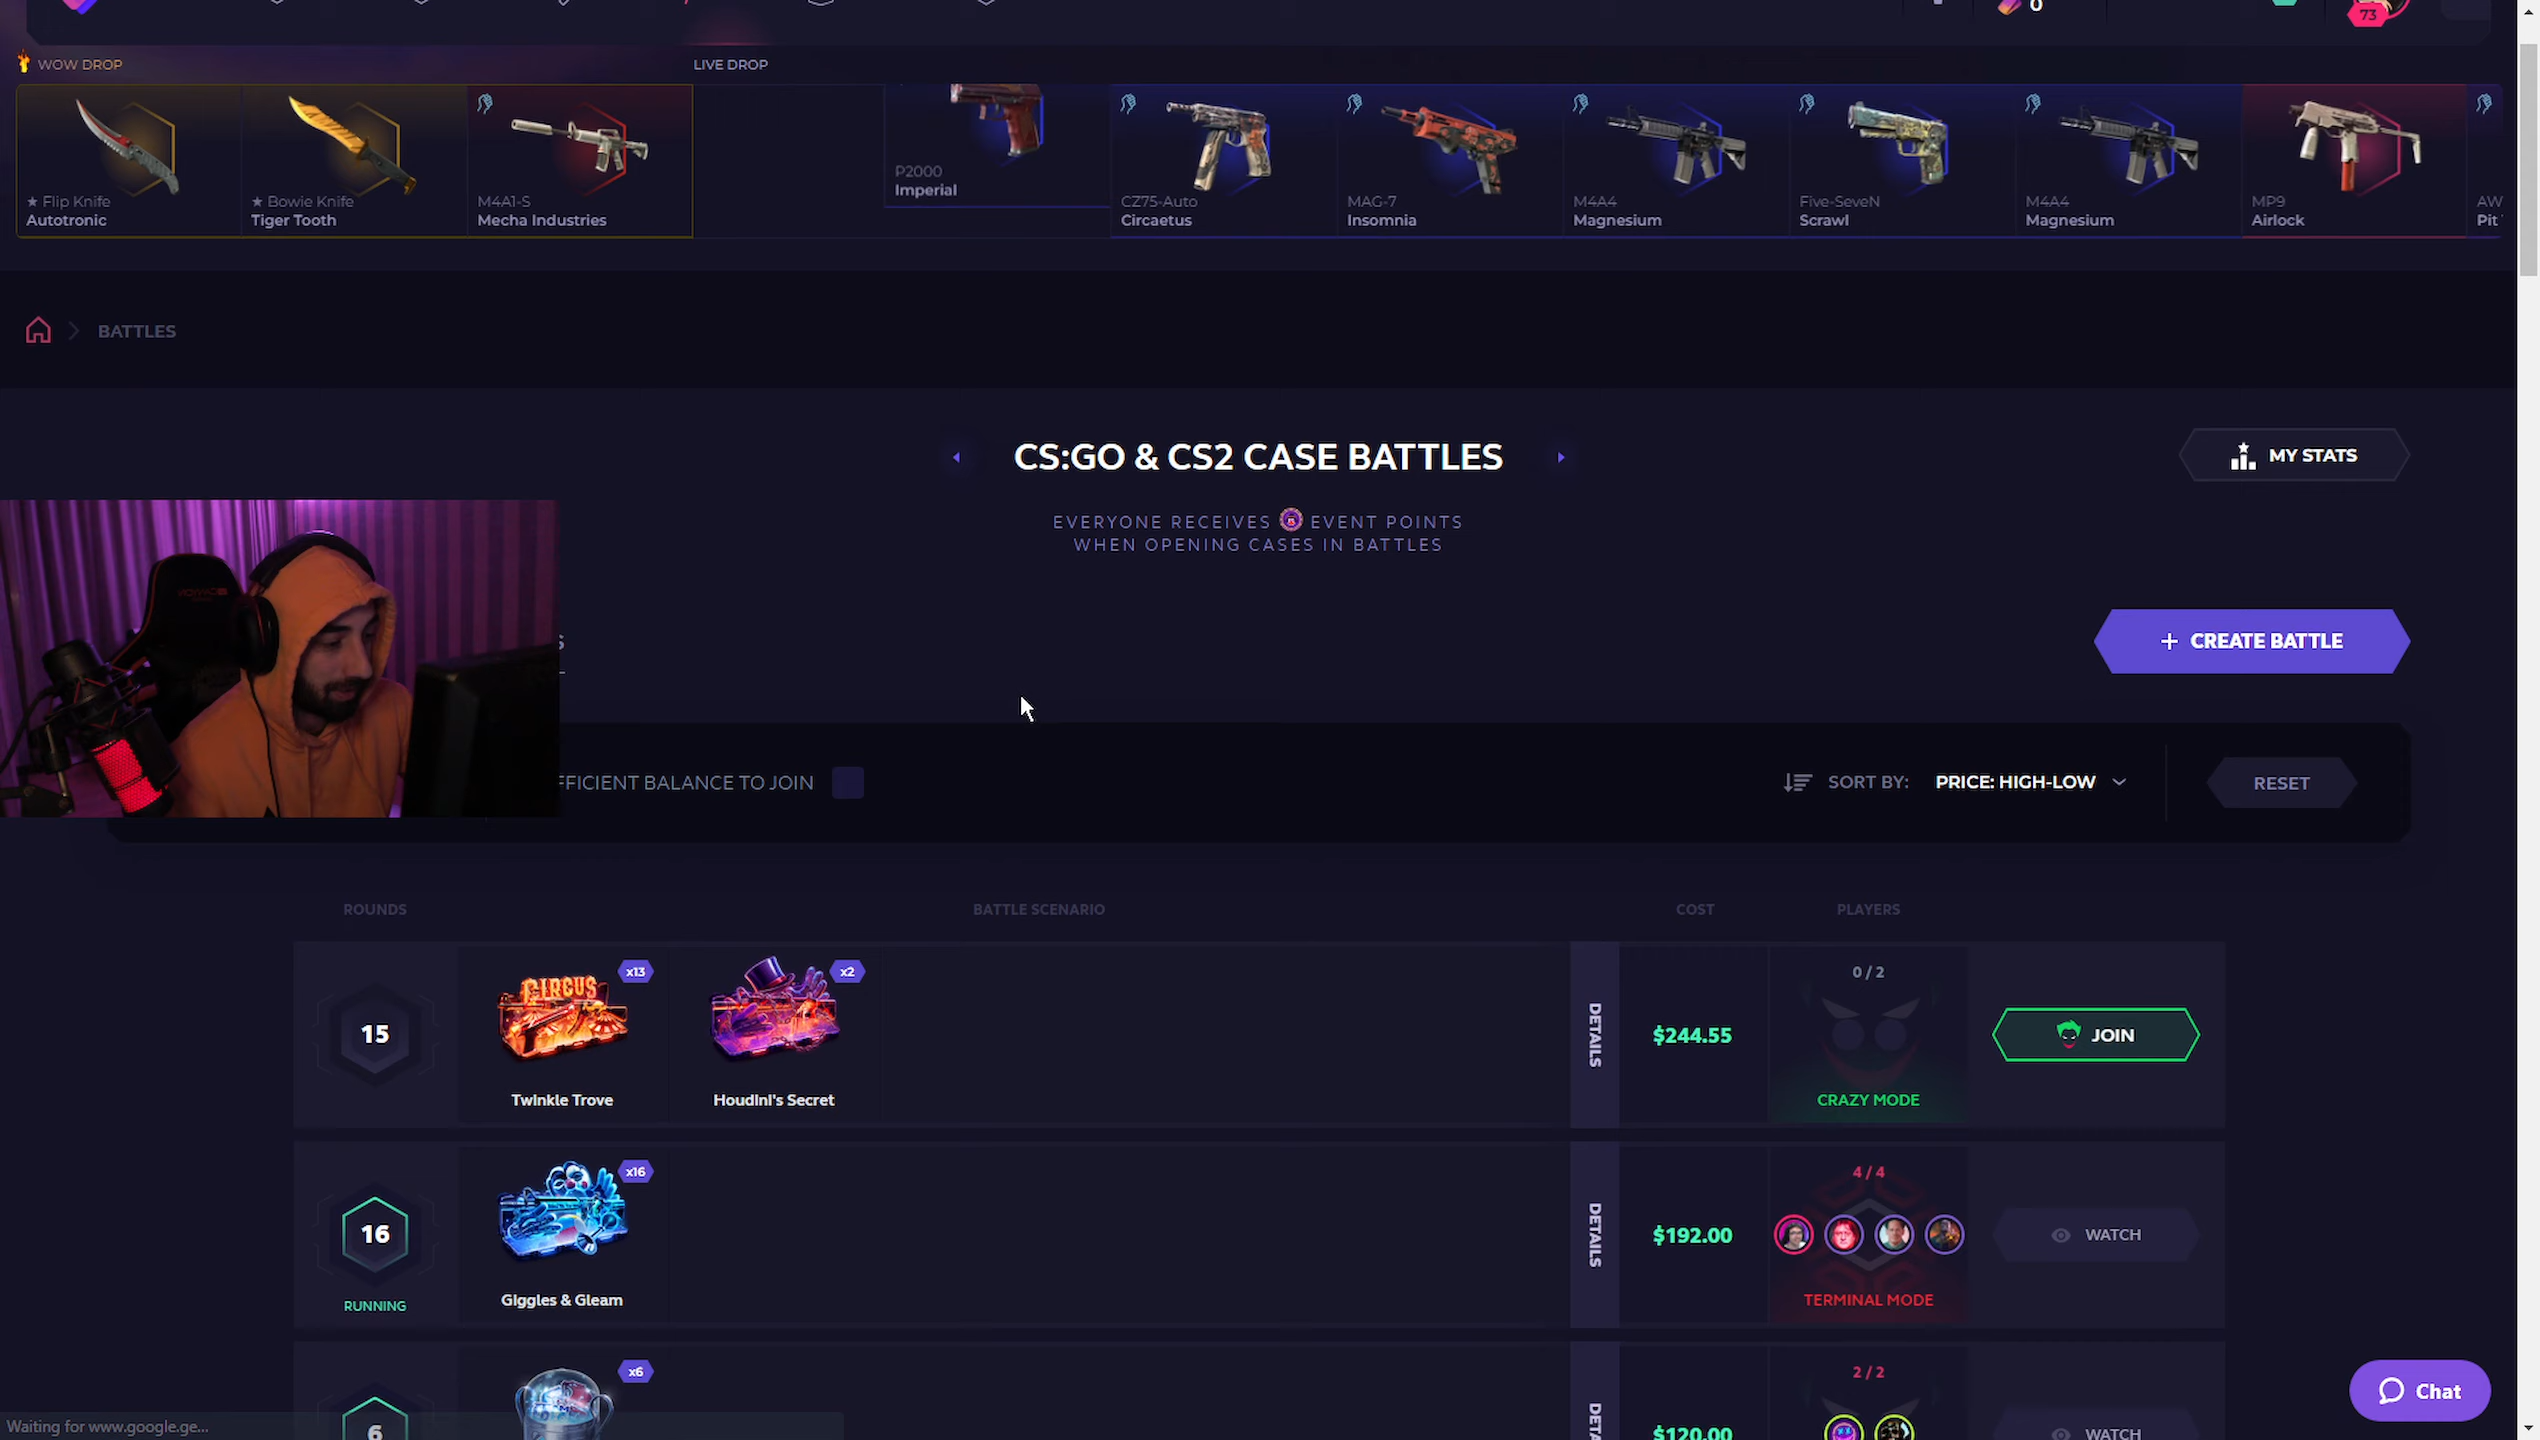 0
73
WOW DROP
LIVE DROP
★ Flip Knife
Autotronic
★ Bowie Knife
Tiger Tooth
M4A1-S
Mecha Industries
P2000
Imperial
CZ75-Auto
Circaetus
MAG-7
Insomnia
M4A4
Magnesium
Five-SeveN
Scrawl
M4A4
Magnesium
MP9
Airlock
AW
Pit
BATTLES
CS:GO & CS2 CASE BATTLES
MY STATS
EVERYONE RECEIVES EVENT POINTS
WHEN OPENING CASES IN BATTLES
+ CREATE BATTLE
FFICIENT BALANCE TO JOIN
SORT BY: PRICE: HIGH-LOW
RESET
ROUNDS
BATTLE SCENARIO
COST
PLAYERS
15
x13
CIRCUS
Twinkle Trove
x2
Houdini's Secret
DETAILS
$244.55
0 / 2
CRAZY MODE
JOIN
16
RUNNING
x16
Giggles & Gleam
DETAILS
$192.00
4 / 4
TERMINAL MODE
WATCH
6
x6
DETA
$120.00
2 / 2
WATCH
Chat
Waiting for www.google.ge...